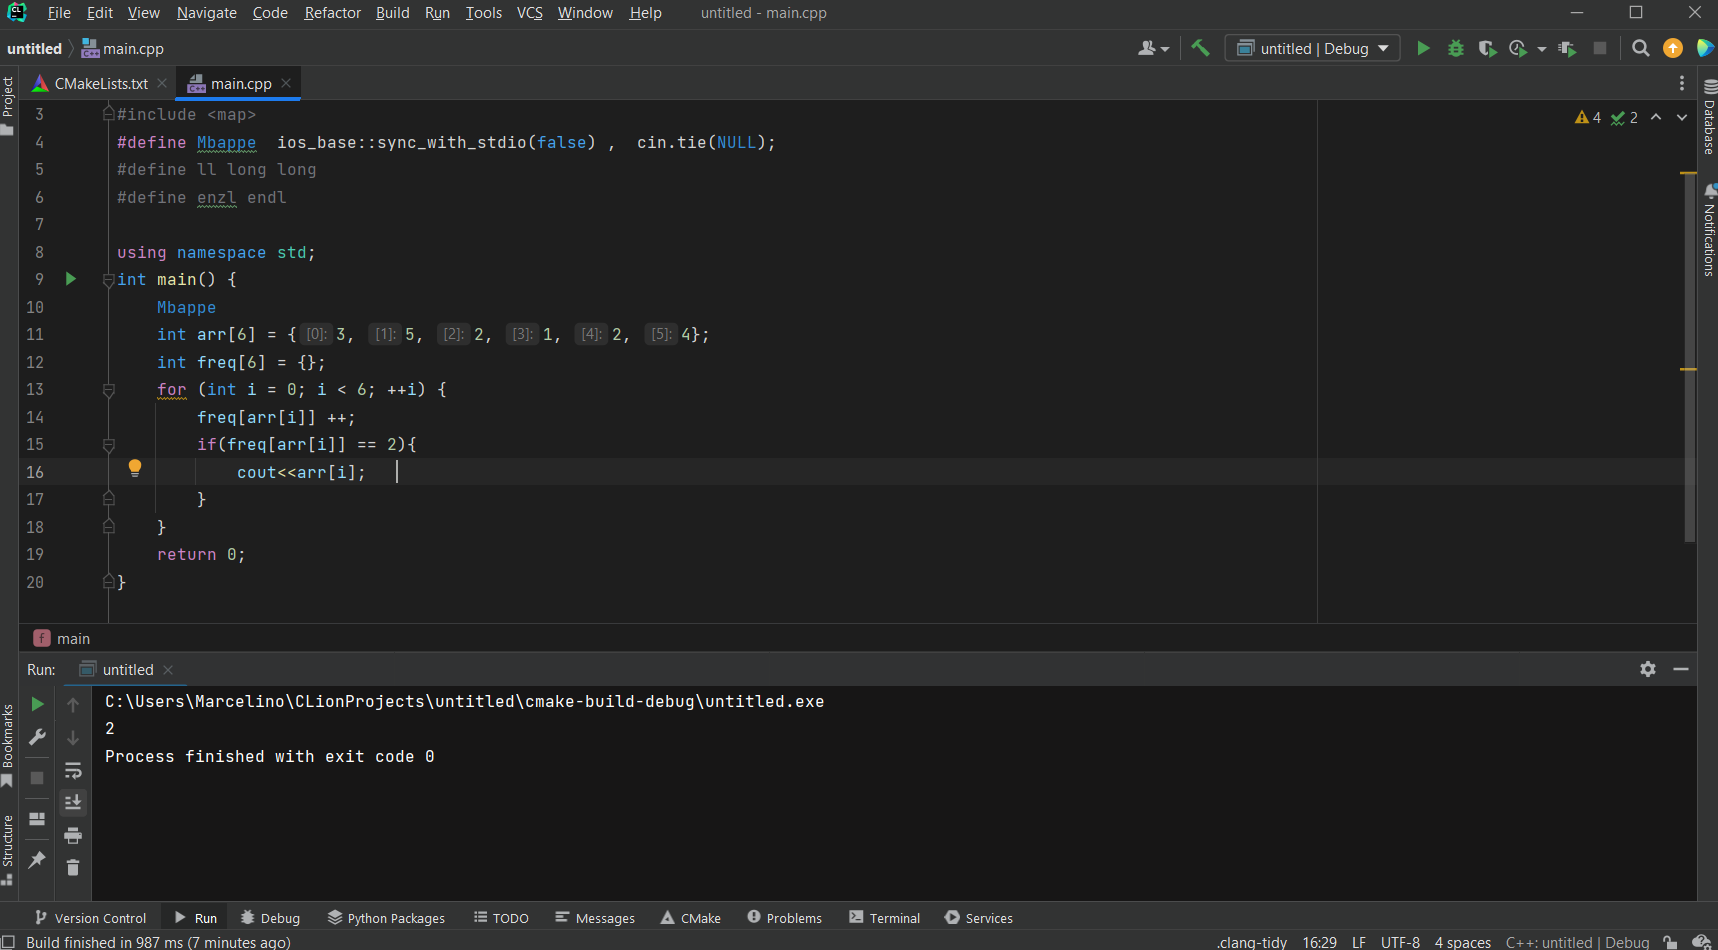 File Edit View Navigate Code Refactor Build Run Tools VCS Window Help untitled - main.cpp
untitled main.cpp untitled | Debug
CMakeLists.txt main.cpp
Project
Database
Notifications
4 2
3 #include <map>
4 #define Mbappe  ios_base::sync_with_stdio(false) ,  cin.tie(NULL);
5 #define ll long long
6 #define enzl endl
7
8 using namespace std;
9 int main() {
10     Mbappe
11     int arr[6] = {[0]: 3, [1]: 5, [2]: 2, [3]: 1, [4]: 2, [5]: 4};
12     int freq[6] = {};
13     for (int i = 0; i < 6; ++i) {
14         freq[arr[i]] ++;
15         if(freq[arr[i]] == 2){
16             cout<<arr[i];
17         }
18     }
19     return 0;
20 }
f main
Run: untitled
C:\Users\Marcelino\CLionProjects\untitled\cmake-build-debug\untitled.exe
2
Process finished with exit code 0
Bookmarks
Structure
Version Control Run Debug Python Packages TODO Messages CMake Problems Terminal Services
Build finished in 987 ms (7 minutes ago) .clang-tidy 16:29 LF UTF-8 4 spaces C++: untitled | Debug